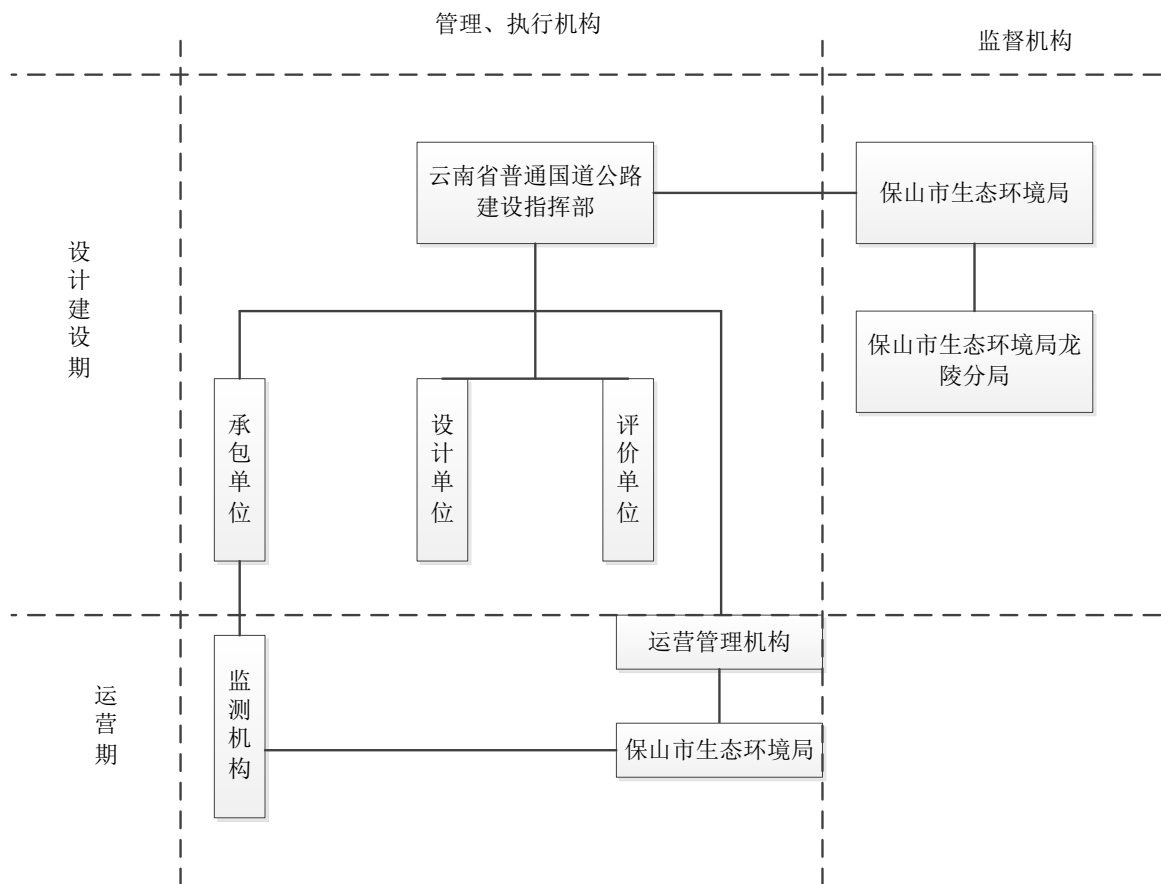 管理、执行机构
监督机构
云南省普通国道公路
建设指挥部
保山市生态环境局
设计建设期
保山市生态环境局龙
陵分局
承包单位
设计单位
评价单位
运营管理机构
运营期
监测机构
保山市生态环境局